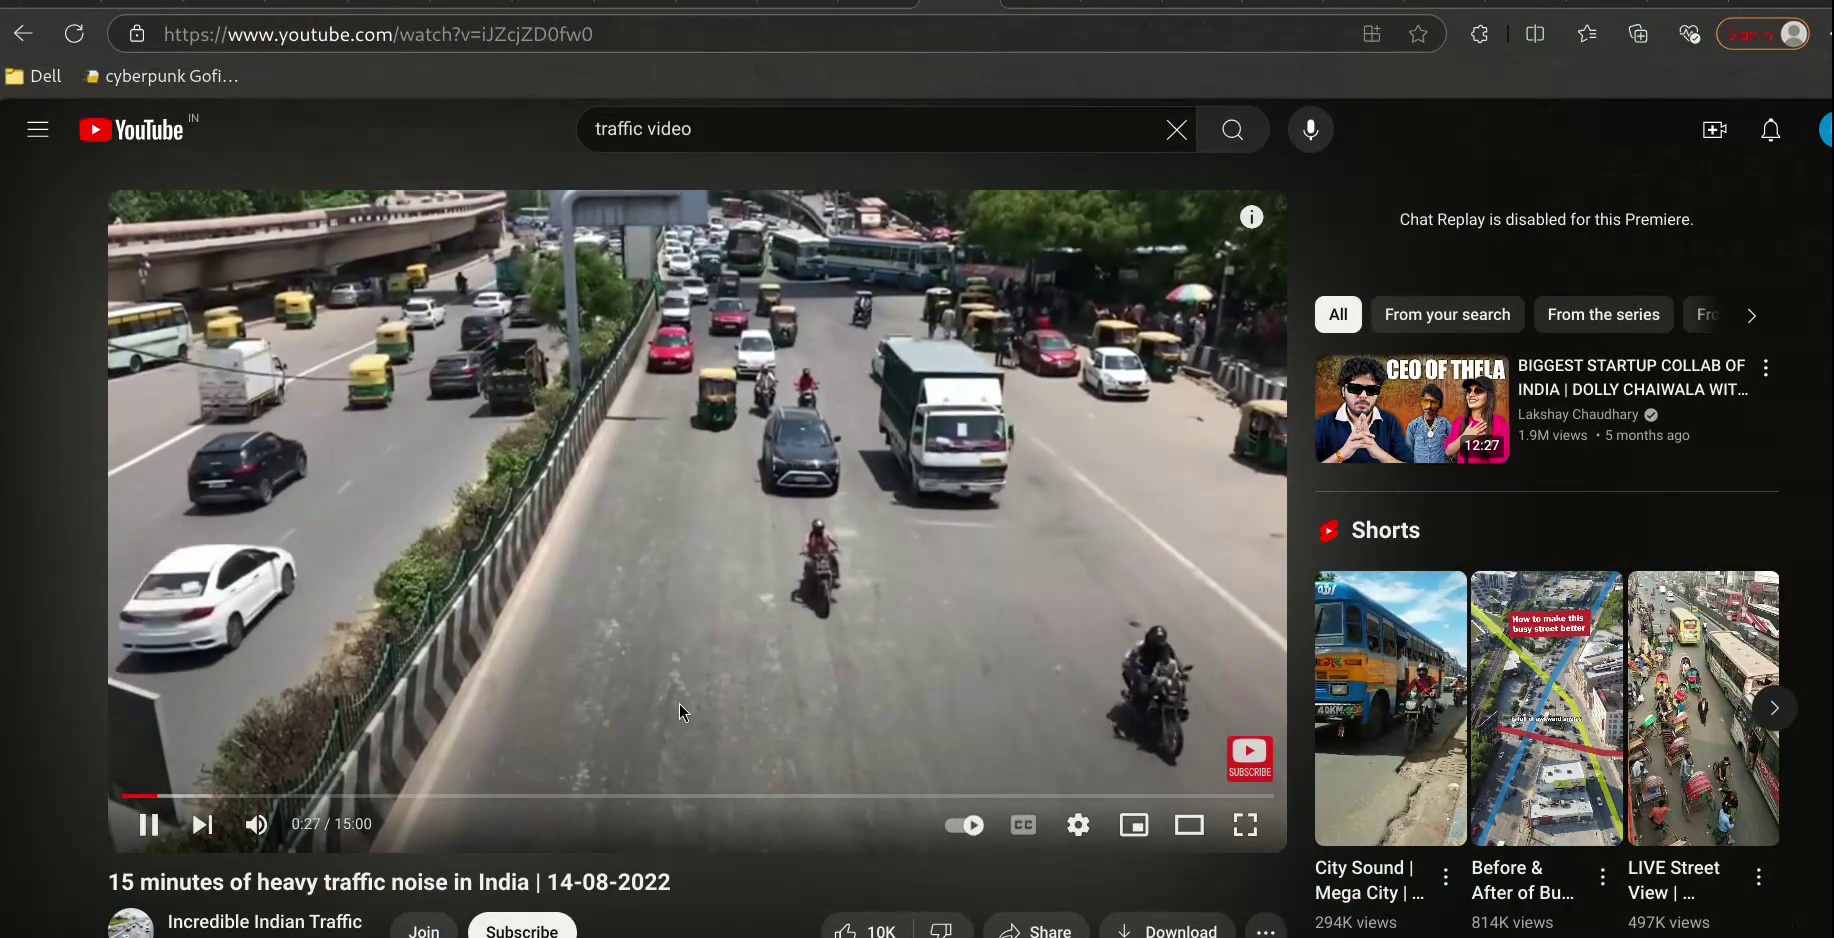 https://www.youtube.com/watch?v=iJZcjZD0fw0
Sign in
Dell
cyberpunk Gofi...
YouTube IN
traffic video
Chat Replay is disabled for this Premiere.
All
From your search
From the series
Fro
CEO OF THELA
12:27
BIGGEST STARTUP COLLAB OF
INDIA | DOLLY CHAIWALA WIT...
Lakshay Chaudhary
1.9M views • 5 months ago
Shorts
How to make this
busy street better
SUBSCRIBE
0:27 / 15:00
CC
City Sound |
Mega City | ...
294K views
Before &
After of Bu...
814K views
LIVE Street
View | ...
497K views
15 minutes of heavy traffic noise in India | 14-08-2022
Incredible Indian Traffic
Join
Subscribe
10K
Share
Download